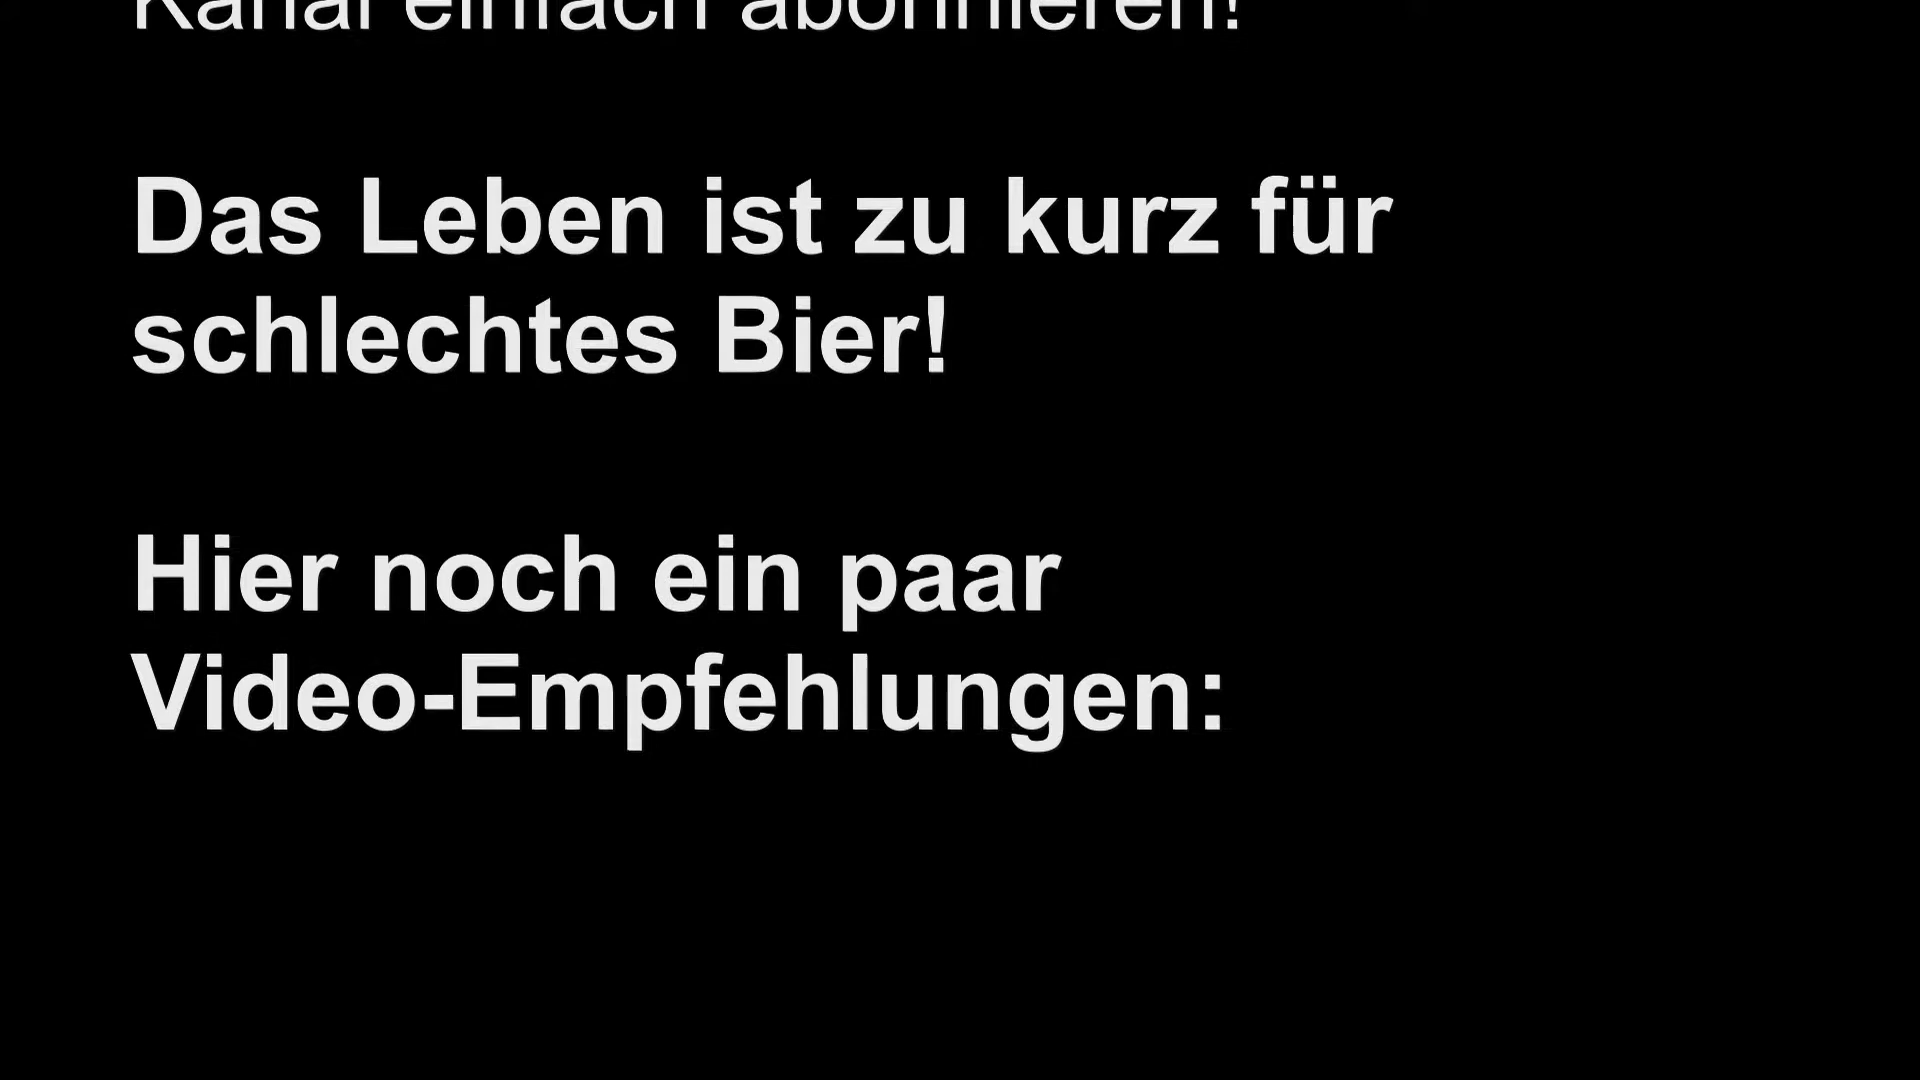 Kanal einfach abonnieren!
Das Leben ist zu kurz für
schlechtes Bier!
Hier noch ein paar
Video-Empfehlungen: